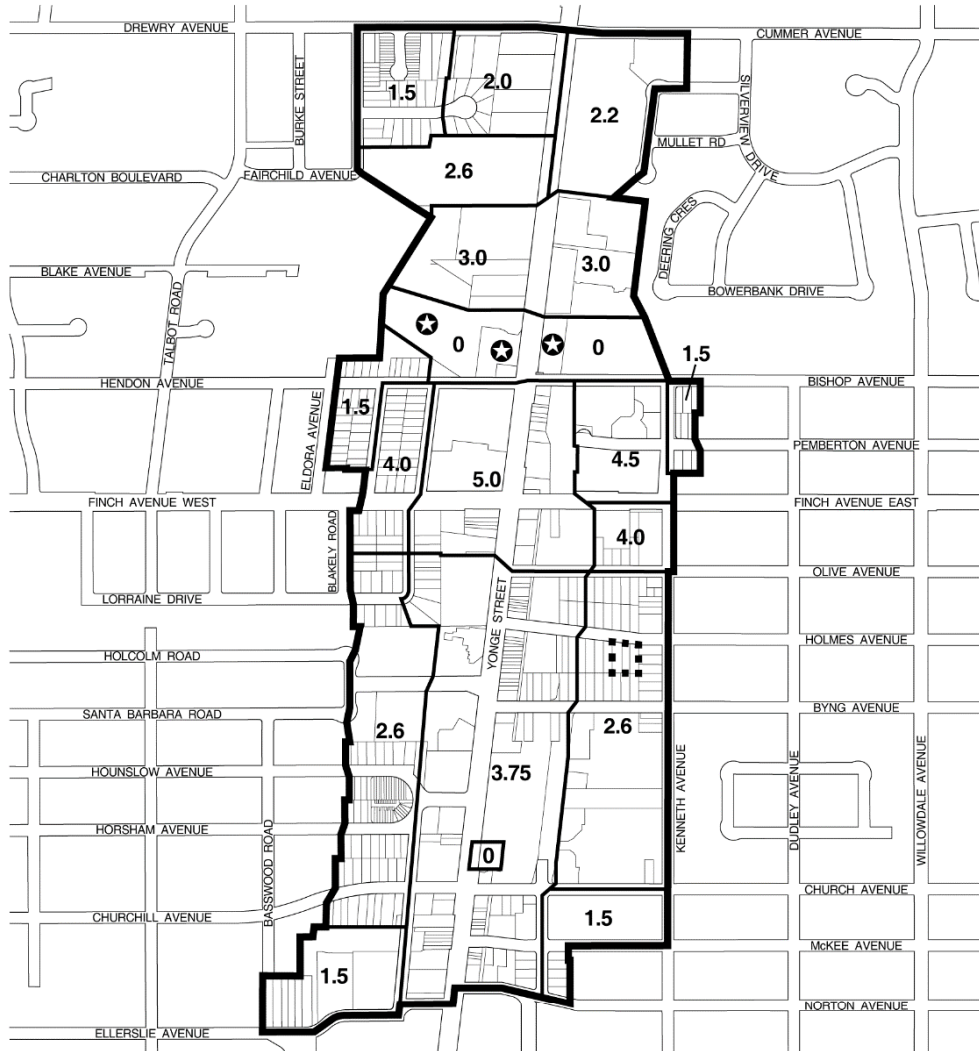 DREWRY AVENUE
CUMMER AVENUE
BURKE STREET
1.5
2.0
2.2
SILVERVIEW DRIVE
MULLET RD
2.6
CHARLTON BOULEVARD
FAIRCHILD AVENUE
DEERING CRES
3.0
3.0
BLAKE AVENUE
BOWERBANK DRIVE
TALBOT ROAD
0
0
1.5
HENDON AVENUE
BISHOP AVENUE
1.5
ELDORA AVENUE
4.0
5.0
4.5
PEMBERTON AVENUE
FINCH AVENUE WEST
FINCH AVENUE EAST
4.0
BLAKELY ROAD
OLIVE AVENUE
LORRAINE DRIVE
YONGE STREET
HOLMES AVENUE
HOLCOLM ROAD
SANTA BARBARA ROAD
BYNG AVENUE
2.6
2.6
3.75
HOUNSLOW AVENUE
KENNETH AVENUE
DUDLEY AVENUE
WILLOWDALE AVENUE
HORSHAM AVENUE
BASSWOOD ROAD
0
CHURCH AVENUE
CHURCHILL AVENUE
1.5
McKEE AVENUE
1.5
NORTON AVENUE
ELLERSLIE AVENUE